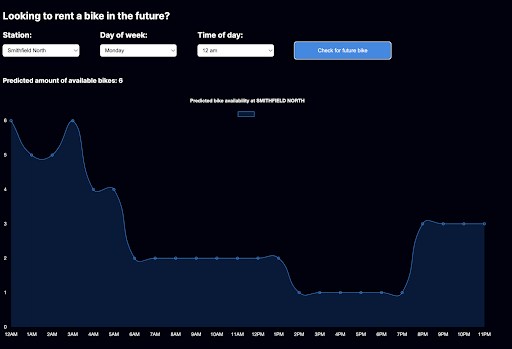 Looking to rent a bike in the future?
Station: Day of week: Time of day:
Smithfield North Monday 12 am Check for future bike
Predicted amount of available bikes: 6
Predicted bike availability at SMITHFIELD NORTH
6
5
4
3
2
1
0
12AM 1AM 2AM 3AM 4AM 5AM 6AM 7AM 8AM 9AM 10AM 11AM 12PM 1PM 2PM 3PM 4PM 5PM 6PM 7PM 8PM 9PM 10PM 11PM